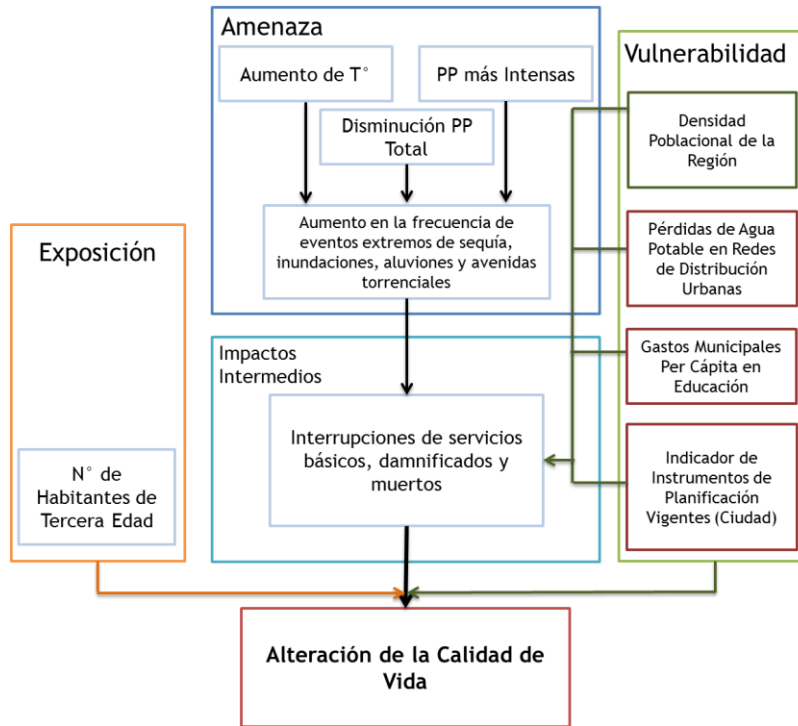 Amenaza
Aumento de T°
PP más Intensas
Disminución PP
Total
Aumento en la frecuencia de
eventos extremos de sequía,
inundaciones, aluviones y avenidas
torrenciales
Vulnerabilidad
Densidad
Poblacional de la
Región
Pérdidas de Agua
Potable en Redes
de Distribución
Urbanas
Gastos Municipales
Per Cápita en
Educación
Indicador de
Instrumentos de
Planificación
Vigentes (Ciudad)
Exposición
N° de
Habitantes de
Tercera Edad
Impactos
Intermedios
Interrupciones de servicios
básicos, damnificados y
muertos
Alteración de la Calidad de
Vida